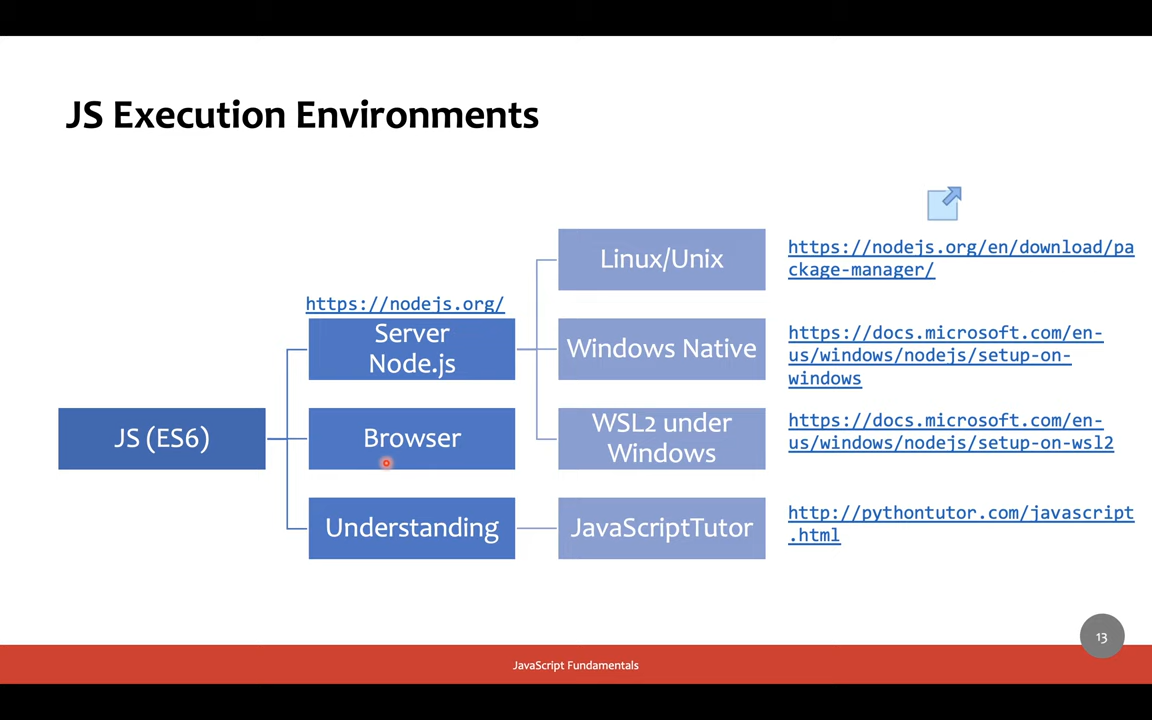 JS Execution Environments
https://nodejs.org/
Server
Node.js
JS (ES6)
Browser
Understanding
Linux/Unix
https://nodejs.org/en/download/pa
ckage-manager/
Windows Native
https://docs.microsoft.com/en-
us/windows/nodejs/setup-on-
windows
WSL2 under
Windows
https://docs.microsoft.com/en-
us/windows/nodejs/setup-on-wsl2
JavaScriptTutor
http://pythontutor.com/javascript
.html
13
JavaScript Fundamentals